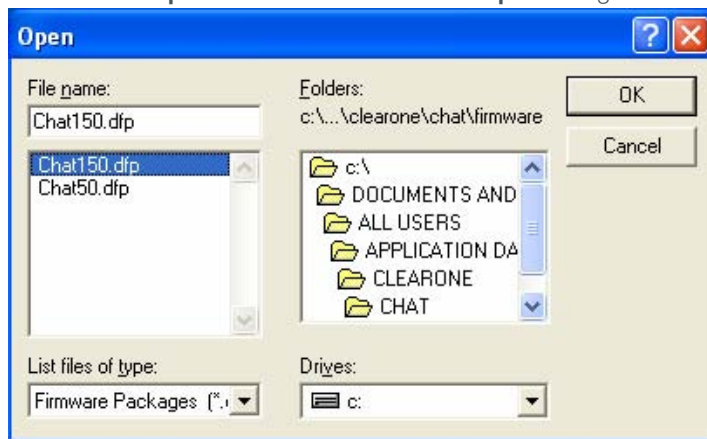 Open
File name:
Chat150.dfp
Chat150.dfp
Chat50.dfp
List files of type:
Firmware Packages (*.
Folders:
c:\...\clearone\chat\firmware
c:\
DOCUMENTS AND
ALL USERS
APPLICATION DA
CLEARONE
CHAT
Drives:
c:
OK
Cancel